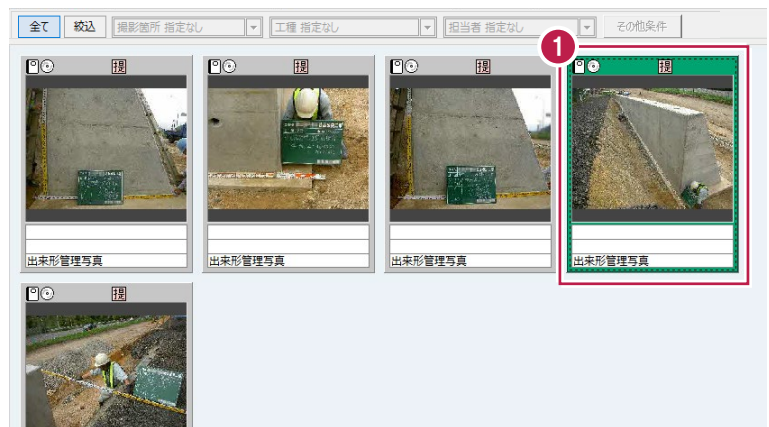 全て 絞込 撮影箇所 指定なし 工種 指定なし 担当者 指定なし その他条件
1
提 提 提 提
出来形管理写真 出来形管理写真 出来形管理写真 出来形管理写真
提